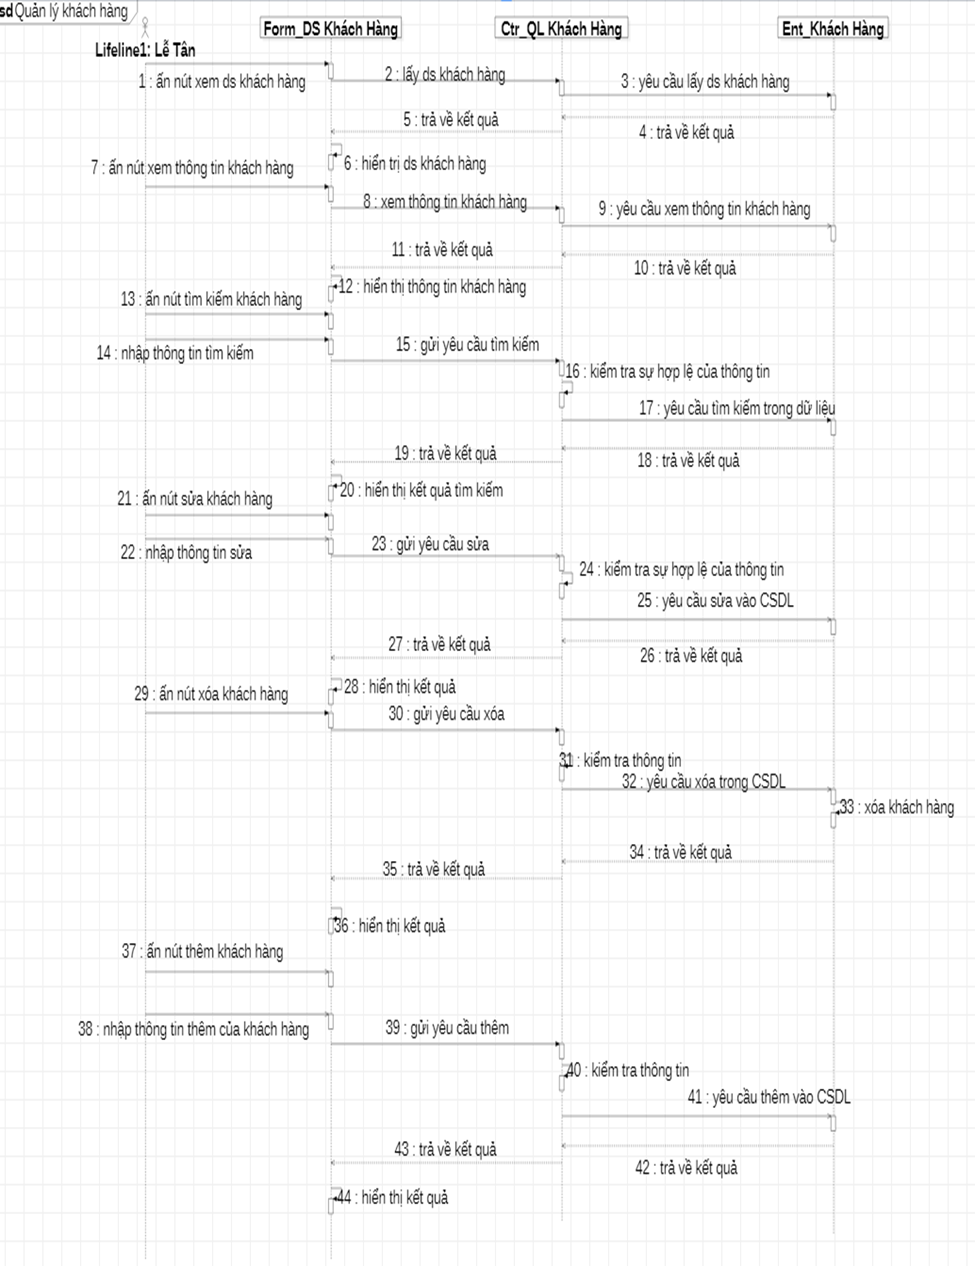 sd Quản lý khách hàng
Form_DS Khách Hàng
Ctr_QL Khách Hàng
Ent_Khách Hàng
Lifeline1: Lễ Tân
1 : ấn nút xem ds khách hàng
2 : lấy ds khách hàng
3 : yêu cầu lấy ds khách hàng
4 : trả về kết quả
5 : trả về kết quả
6 : hiển trị ds khách hàng
7 : ấn nút xem thông tin khách hàng
8 : xem thông tin khách hàng
9 : yêu cầu xem thông tin khách hàng
10 : trả về kết quả
11 : trả về kết quả
12 : hiển thị thông tin khách hàng
13 : ấn nút tìm kiếm khách hàng
14 : nhập thông tin tìm kiếm
15 : gửi yêu cầu tìm kiếm
16 : kiểm tra sự hợp lệ của thông tin
17 : yêu cầu tìm kiếm trong dữ liệu
18 : trả về kết quả
19 : trả về kết quả
20 : hiển thị kết quả tìm kiếm
21 : ấn nút sửa khách hàng
22 : nhập thông tin sửa
23 : gửi yêu cầu sửa
24 : kiểm tra sự hợp lệ của thông tin
25 : yêu cầu sửa vào CSDL
26 : trả về kết quả
27 : trả về kết quả
28 : hiển thị kết quả
29 : ấn nút xóa khách hàng
30 : gửi yêu cầu xóa
31 : kiểm tra thông tin
32 : yêu cầu xóa trong CSDL
33 : xóa khách hàng
34 : trả về kết quả
35 : trả về kết quả
36 : hiển thị kết quả
37 : ấn nút thêm khách hàng
38 : nhập thông tin thêm của khách hàng
39 : gửi yêu cầu thêm
40 : kiểm tra thông tin
41 : yêu cầu thêm vào CSDL
42 : trả về kết quả
43 : trả về kết quả
44 : hiển thị kết quả